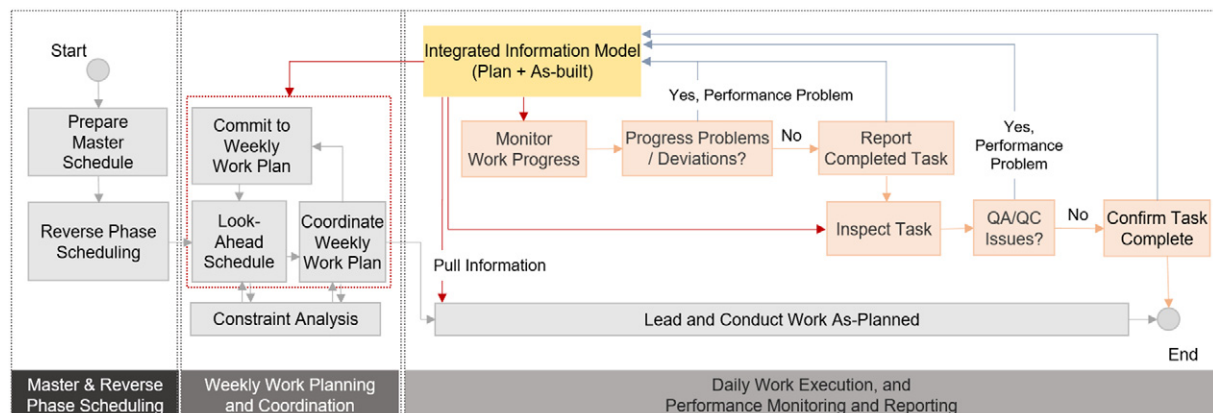 Start
Prepare
Master
Schedule
Reverse Phase
Scheduling
Commit to
Weekly
Work Plan
Look-
Ahead
Schedule
Coordinate
Weekly
Work Plan
Constraint Analysis
Integrated Information Model
(Plan + As-built)
Yes, Performance Problem
Monitor
Work Progress
Progress Problems
/ Deviations?
No
Report
Completed Task
Yes,
Performance
Problem
Inspect Task
QA/QC
Issues?
No
Confirm Task
Complete
Pull Information
Lead and Conduct Work As-Planned
End
Master & Reverse
Phase Scheduling
Weekly Work Planning
and Coordination
Daily Work Execution, and
Performance Monitoring and Reporting